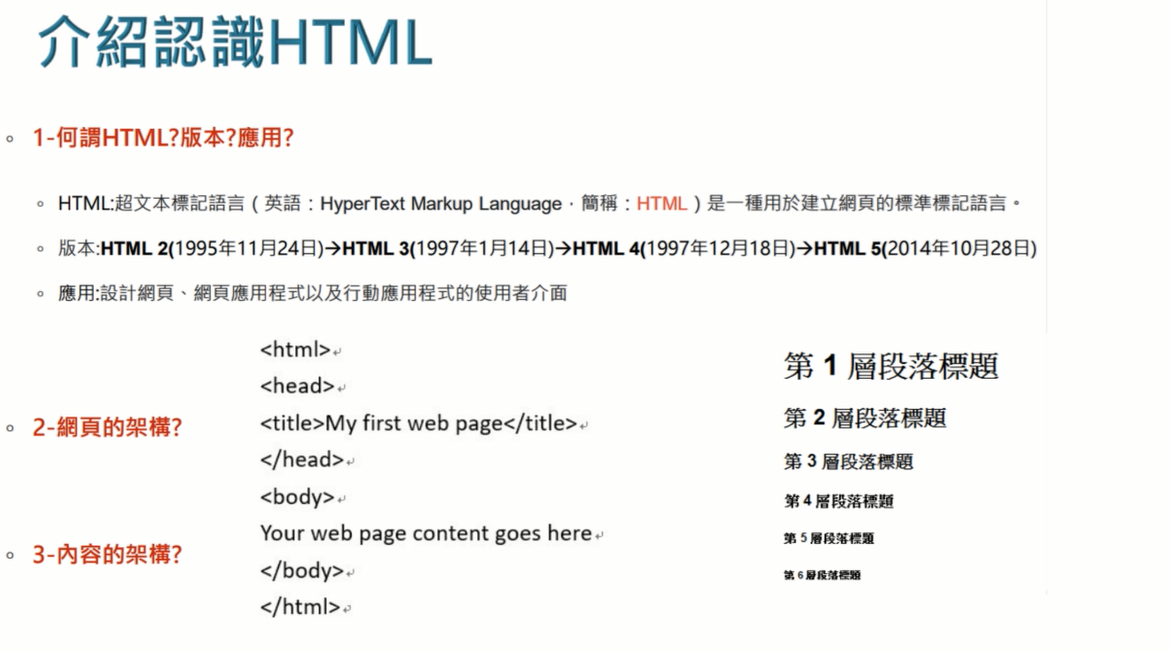 介紹認識HTML
1-何謂HTML?版本?應用?
HTML:超文本標記語言（英語：HyperText Markup Language，簡稱：HTML）是一種用於建立網頁的標準標記語言。
版本:HTML 2(1995年11月24日)→HTML 3(1997年1月14日)→HTML 4(1997年12月18日)→HTML 5(2014年10月28日)
應用:設計網頁、網頁應用程式以及行動應用程式的使用者介面
2-網頁的架構?
3-內容的架構?
<html>
<head>
<title>My first web page</title>
</head>
<body>
Your web page content goes here
</body>
</html>
第 1 層段落標題
第 2 層段落標題
第 3 層段落標題
第 4 層段落標題
第 5 層段落標題
第 6 層段落標題